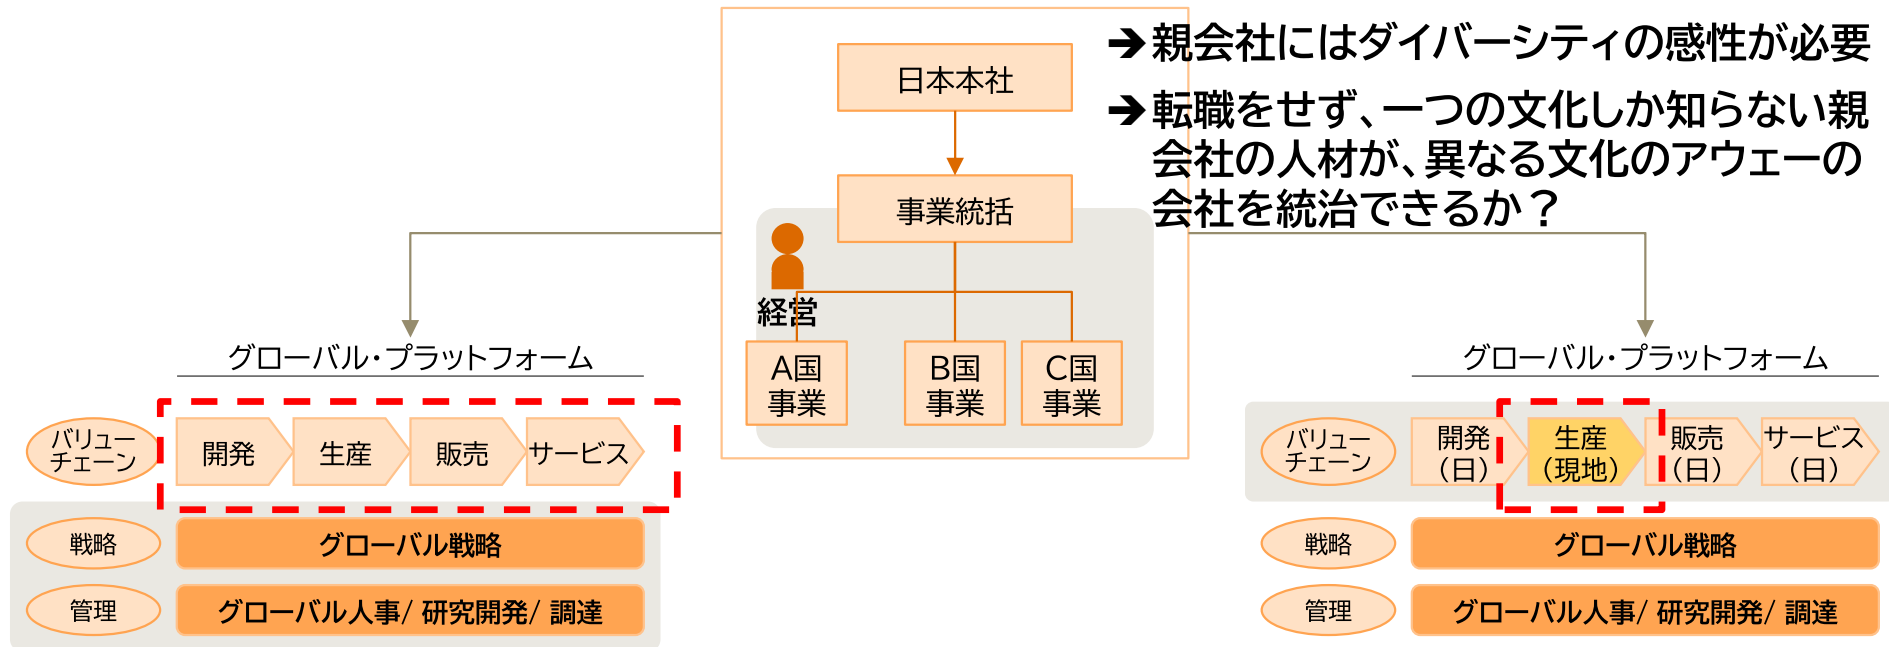 ➔親会社にはダイバーシティの感性が必要
➔転職をせず、一つの文化しか知らない親
会社の人材が、異なる文化のアウェーの
会社を統治できるか？
日本本社
事業統括
経営
A国
事業
B国
事業
C国
事業
グローバル・プラットフォーム
バリュー
チェーン
開発
生産
販売
サービス
戦略
グローバル戦略
管理
グローバル人事/ 研究開発/ 調達
グローバル・プラットフォーム
バリュー
チェーン
開発
（日）
生産
（現地）
販売
（日）
サービス
（日）
戦略
グローバル戦略
管理
グローバル人事/ 研究開発/ 調達